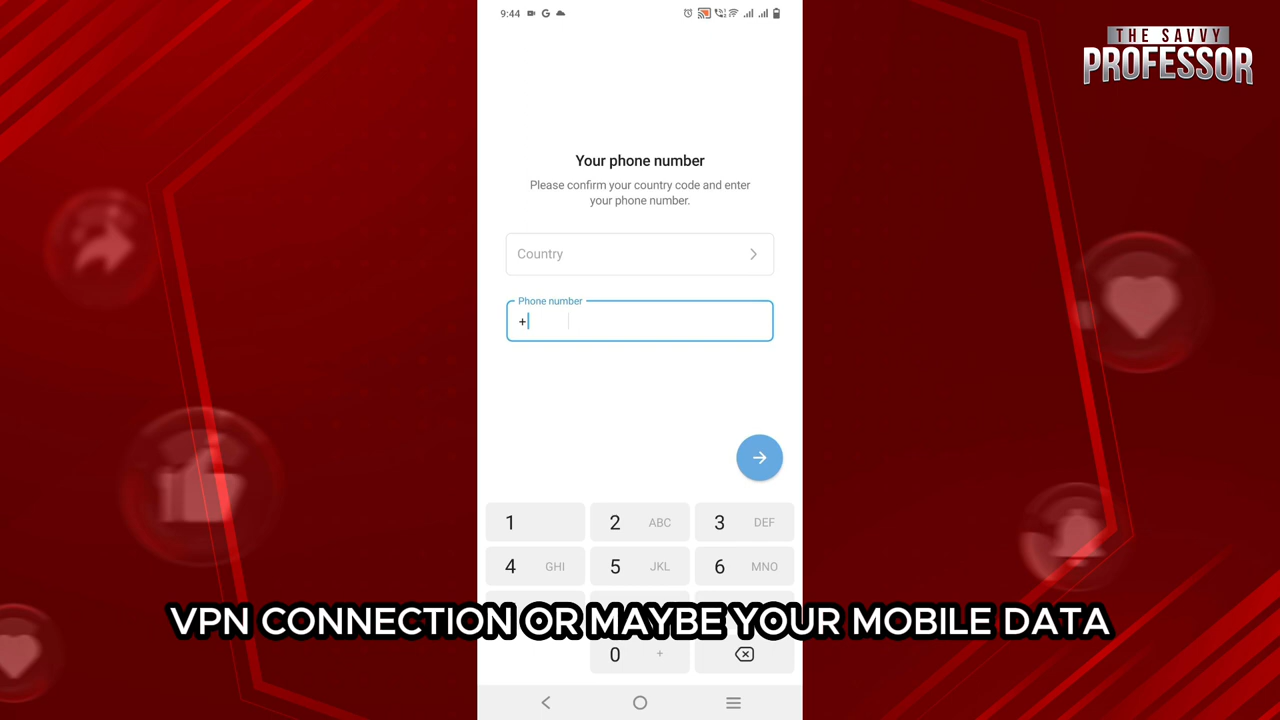 9:44
THE SAVVY
PROFESSOR
Your phone number
Please confirm your country code and enter
your phone number.
Country
Phone number
+
1
2 ABC
3 DEF
4 GHI
5 JKL
6 MNO
VPN CONNECTION OR MAYBE YOUR MOBILE DATA
0 +